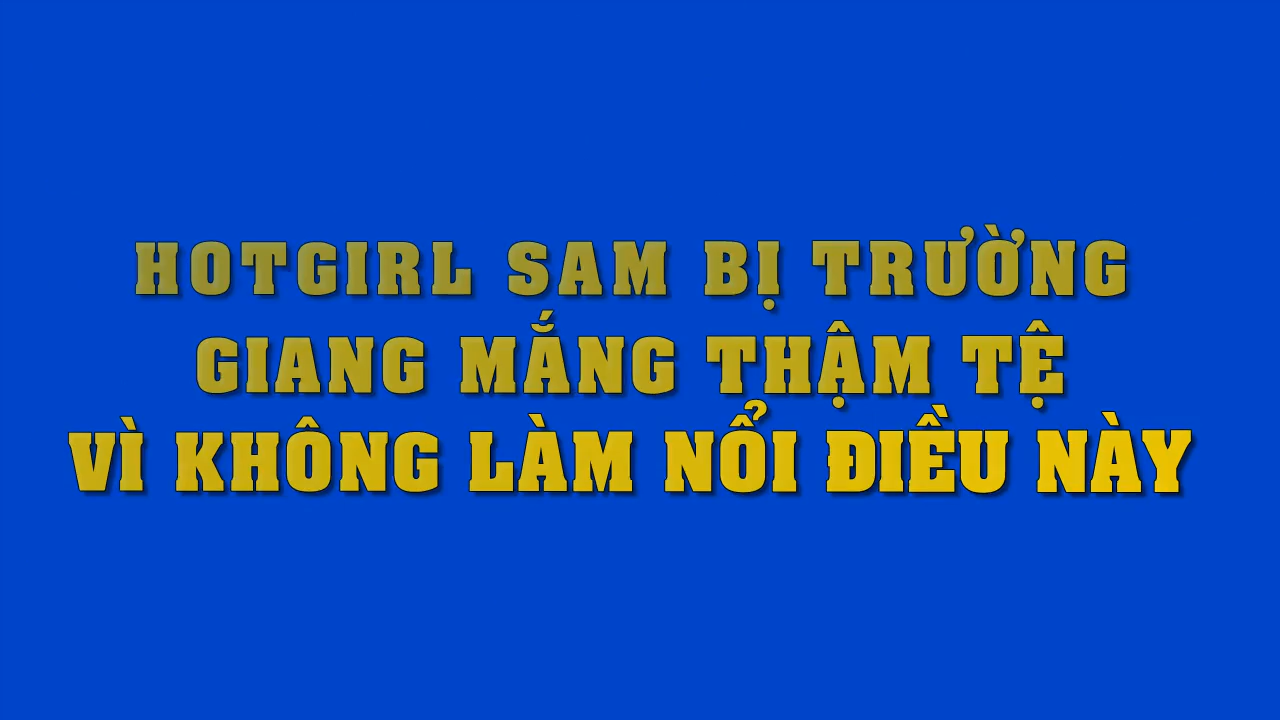 HOTGIRL SAM BỊ TRƯỜNG
GIANG MẮNG THẬM TỆ
VÌ KHÔNG LÀM NỔI ĐIỀU NÀY